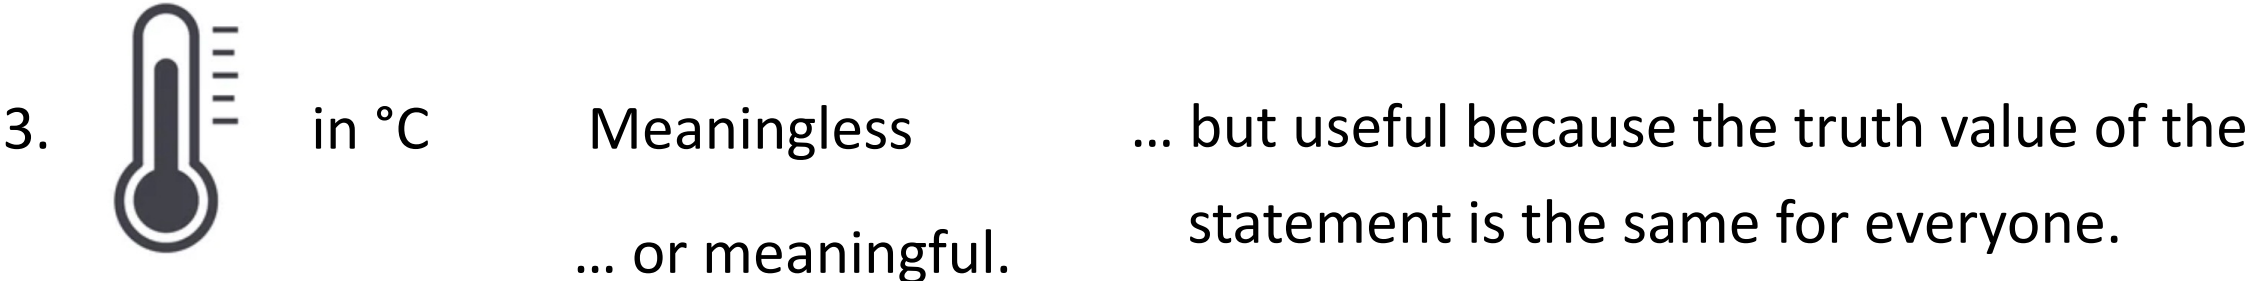 3. in °C Meaningless … but useful because the truth value of the
statement is the same for everyone.
… or meaningful.